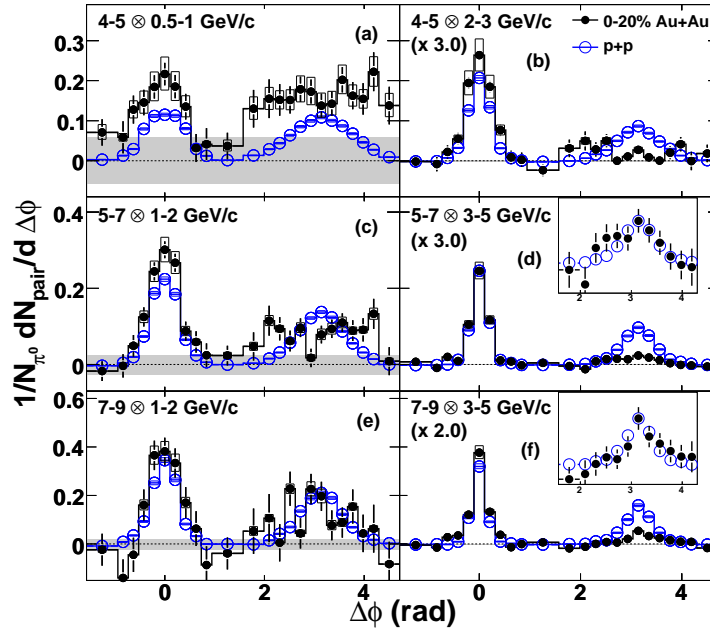 4-5 ⊗ 0.5-1 GeV/c
(a)
4-5 ⊗ 2-3 GeV/c
(x 3.0)
(b)
0-20% Au+Au
p+p
0.3
0.2
0.1
0
5-7 ⊗ 1-2 GeV/c
(c)
5-7 ⊗ 3-5 GeV/c
(x 3.0)
(d)
2 3 4
0.4
0.2
0
7-9 ⊗ 1-2 GeV/c
(e)
7-9 ⊗ 3-5 GeV/c
(x 2.0)
(f)
2 3 4
0.6
0.4
0.2
0
1/N_π⁰ dN_pair/d Δϕ
0 2 4 0 2 4
Δϕ (rad)